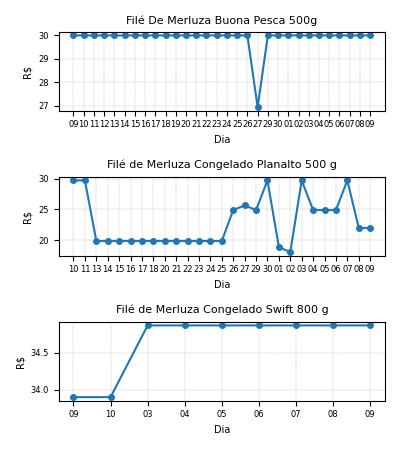 Filé De Merluza Buona Pesca 500g
30
29
28
27
R$
09 10 11 12 13 14 15 16 17 18 19 20 21 22 23 24 25 26 27 29 30 01 02 03 04 05 06 07 08 09
Dia
Filé de Merluza Congelado Planalto 500 g
30
25
20
R$
10 11 13 14 15 16 17 18 20 21 22 23 24 25 26 27 29 30 01 02 03 04 05 06 07 08 09
Dia
Filé de Merluza Congelado Swift 800 g
34.5
34.0
R$
09 10 03 04 05 06 07 08 09
Dia